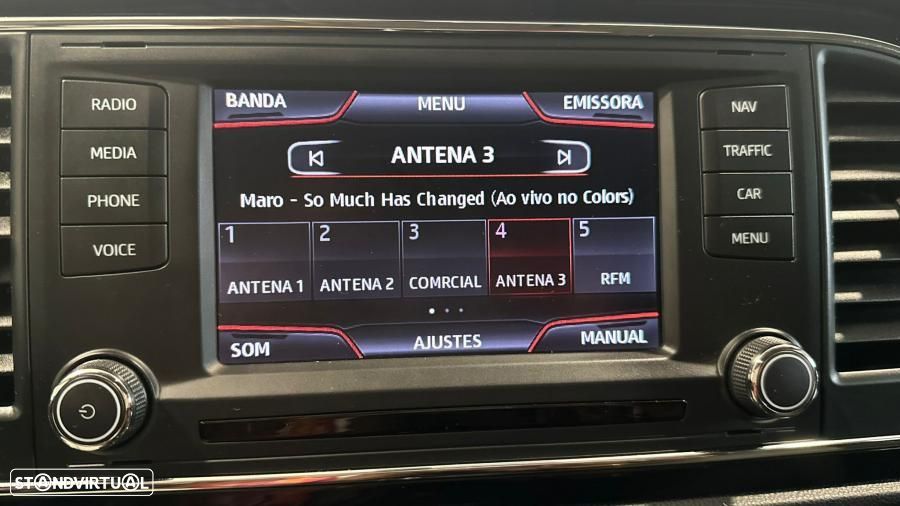 RADIO
MEDIA
PHONE
VOICE
BANDA MENU EMISSORA
ANTENA 3
Maro - So Much Has Changed (Ao vivo no Colors)
1 2 3 4 5
ANTENA 1 ANTENA 2 COMRCIAL ANTENA 3 RFM
SOM AJUSTES MANUAL
NAV
TRAFFIC
CAR
MENU
STANDVIRTUAL